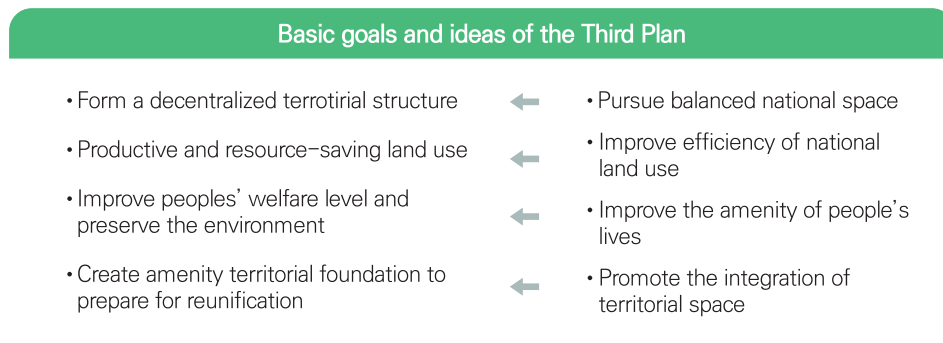 Basic goals and ideas of the Third Plan
• Form a decentralized terrotirial structure
• Pursue balanced national space
• Productive and resource-saving land use
• Improve efficiency of national
land use
• Improve peoples' welfare level and
preserve the environment
• Improve the amenity of people's
lives
• Create amenity territorial foundation to
prepare for reunification
• Promote the integration of
territorial space